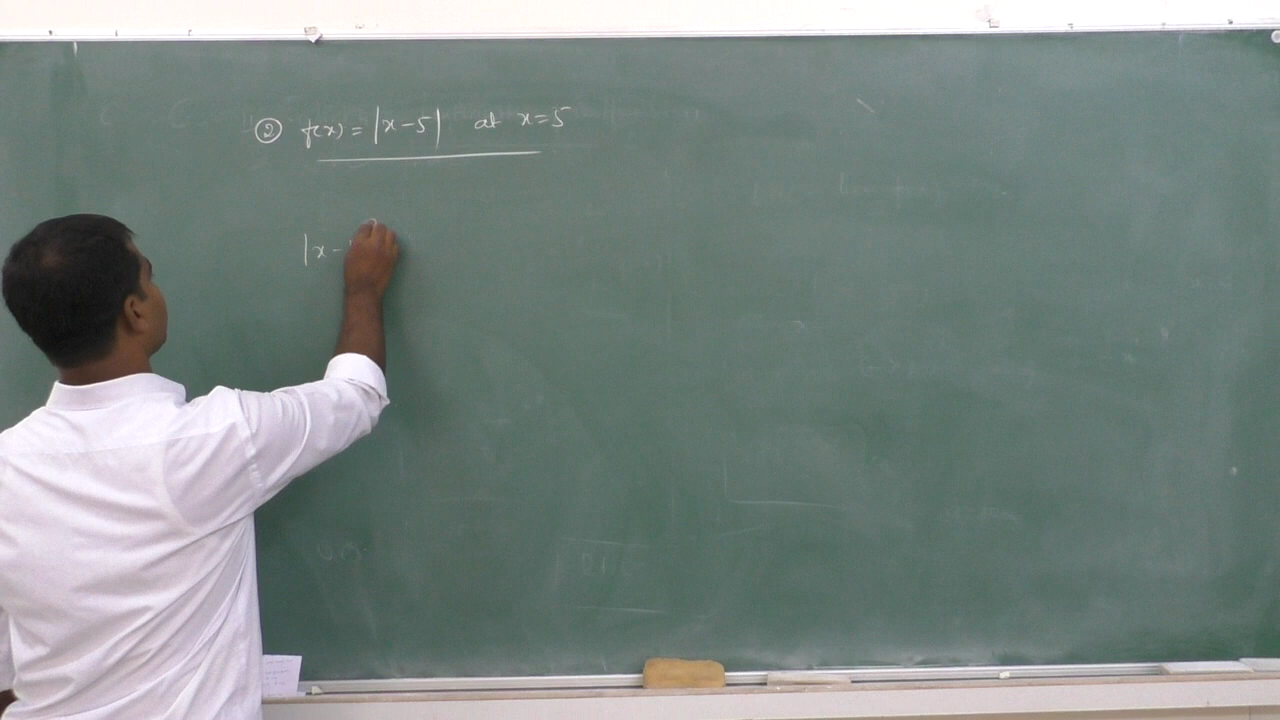 ② f(x) = |x-5| at x=5
|x-